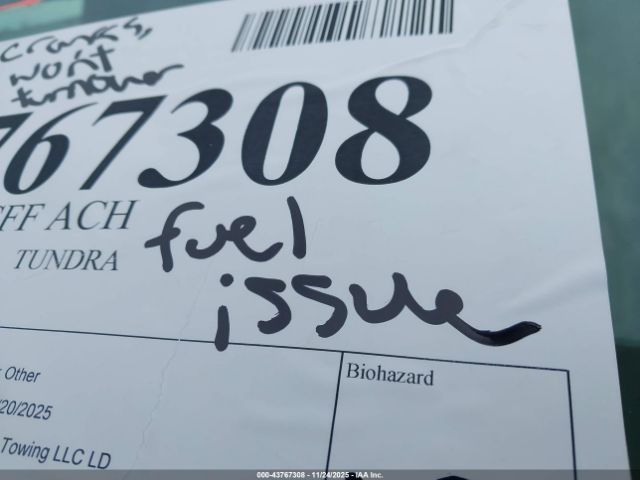 cranks,
won't
turnover
767308
FF ACH
TUNDRA
fuel
issue
Other
/20/2025
Towing LLC LD
Biohazard
000-43767308 - 11/24/2025 - IAA Inc.